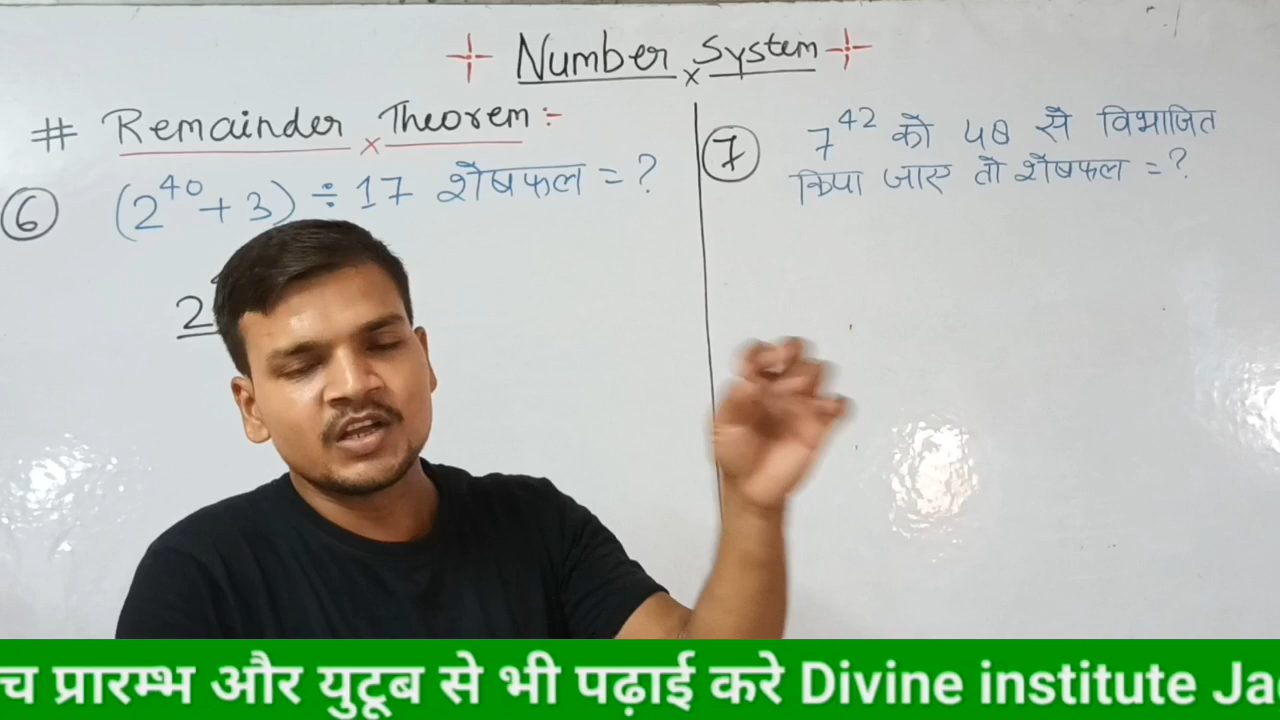 Number System
# Remainder Theorem :-
⑥ (2⁴⁰ + 3) ÷ 17 शेषफल = ?
2
⑦ 7⁴² को 48 से विभाजित
किया जाए तो शेषफल = ?
च प्रारम्भ और युटूब से भी पढ़ाई करे Divine institute Ja